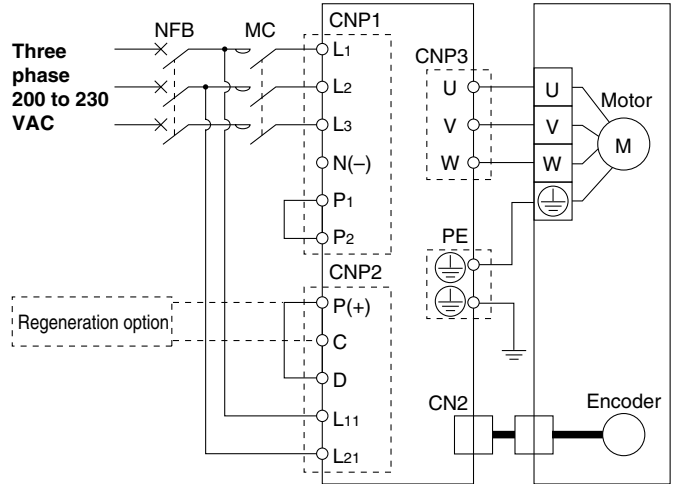 Three
phase
200 to 230
VAC
NFB
MC
CNP1
L1
L2
L3
N(–)
P1
P2
CNP2
P(+)
C
D
L11
L21
Regeneration option
CNP3
U
V
W
PE
CN2
U
V
W
Motor
M
Encoder